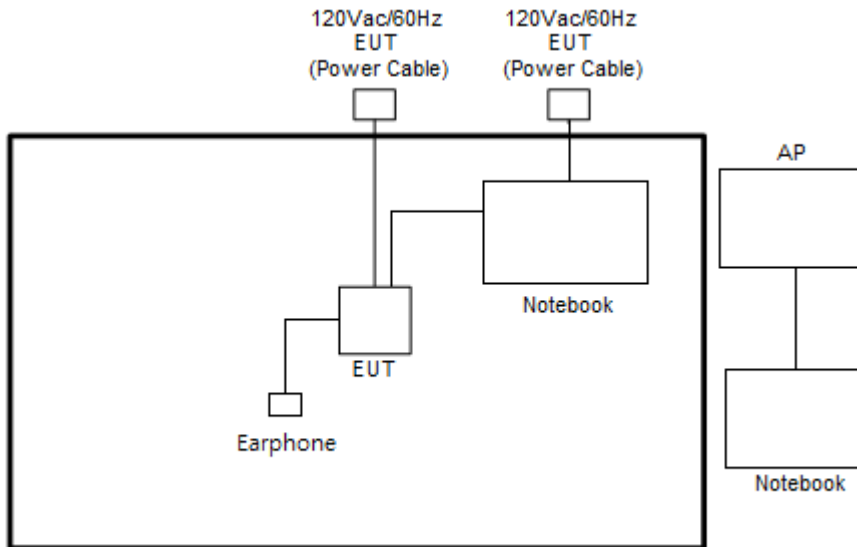 120Vac/60Hz
EUT
(Power Cable)
120Vac/60Hz
EUT
(Power Cable)
AP
Notebook
EUT
Earphone
Notebook